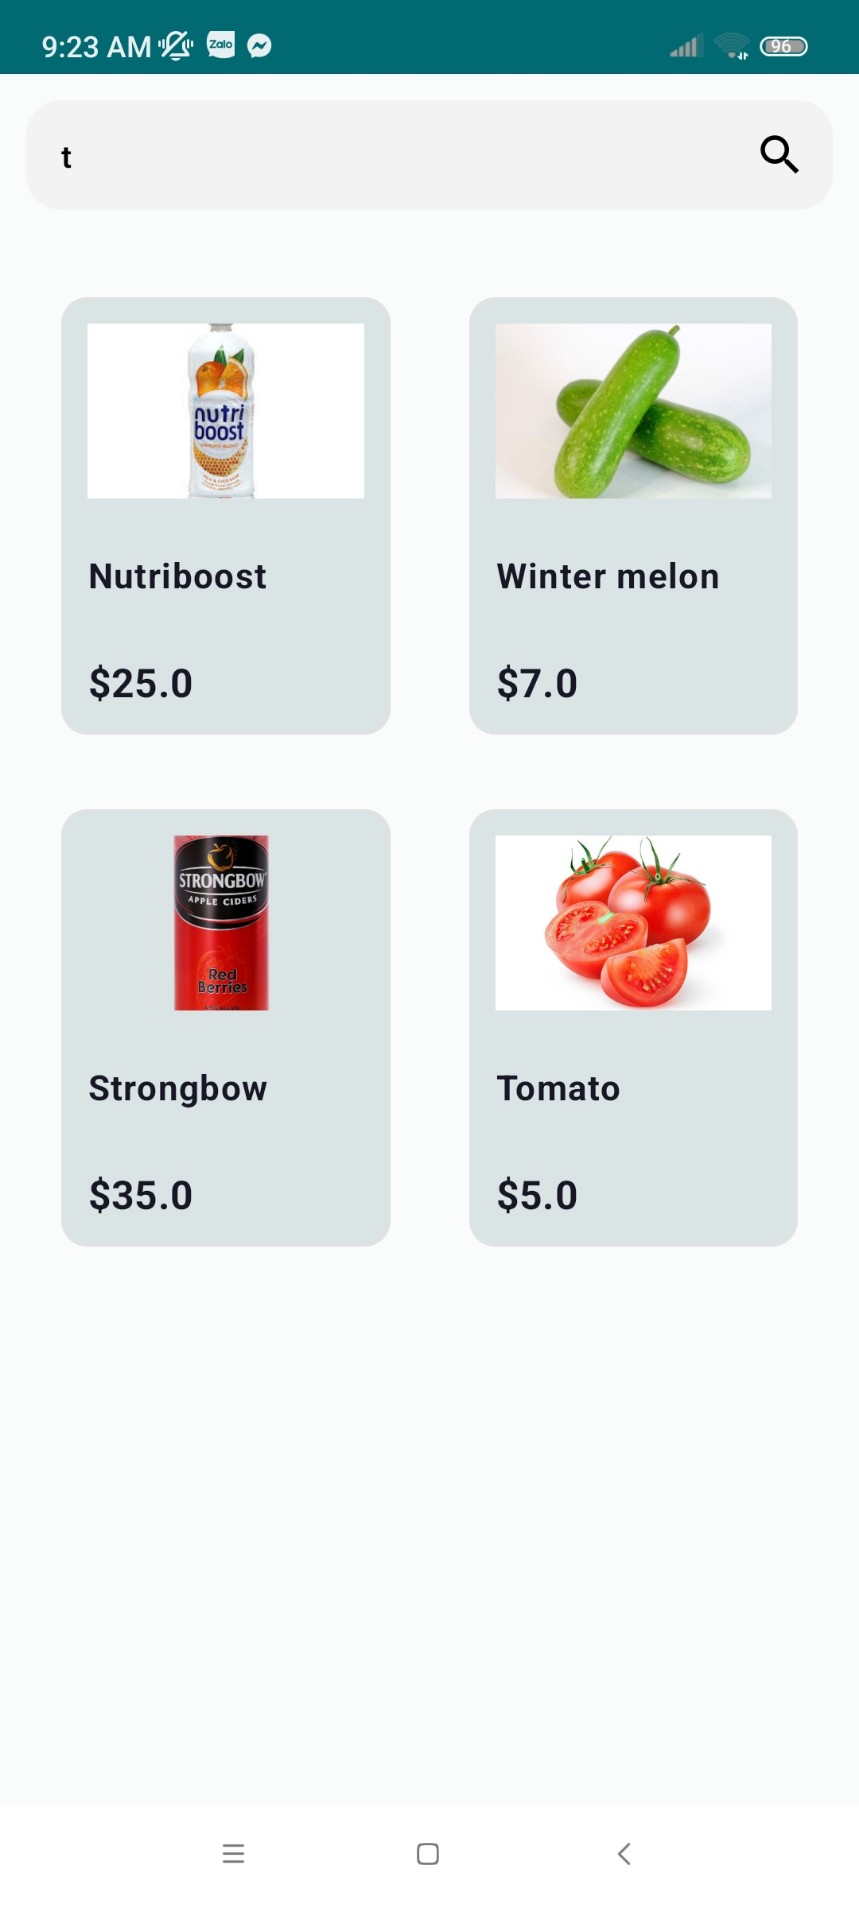 9:23 AM Zalo 96
t
nutri
boost
Nutriboost
$25.0
Winter melon
$7.0
STRONGBOW
APPLE CIDERS
Red
Berries
Strongbow
$35.0
Tomato
$5.0